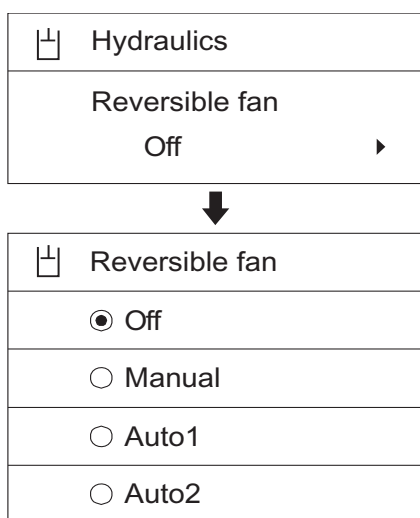 Hydraulics
Reversible fan
Off
Reversible fan
Off
Manual
Auto1
Auto2